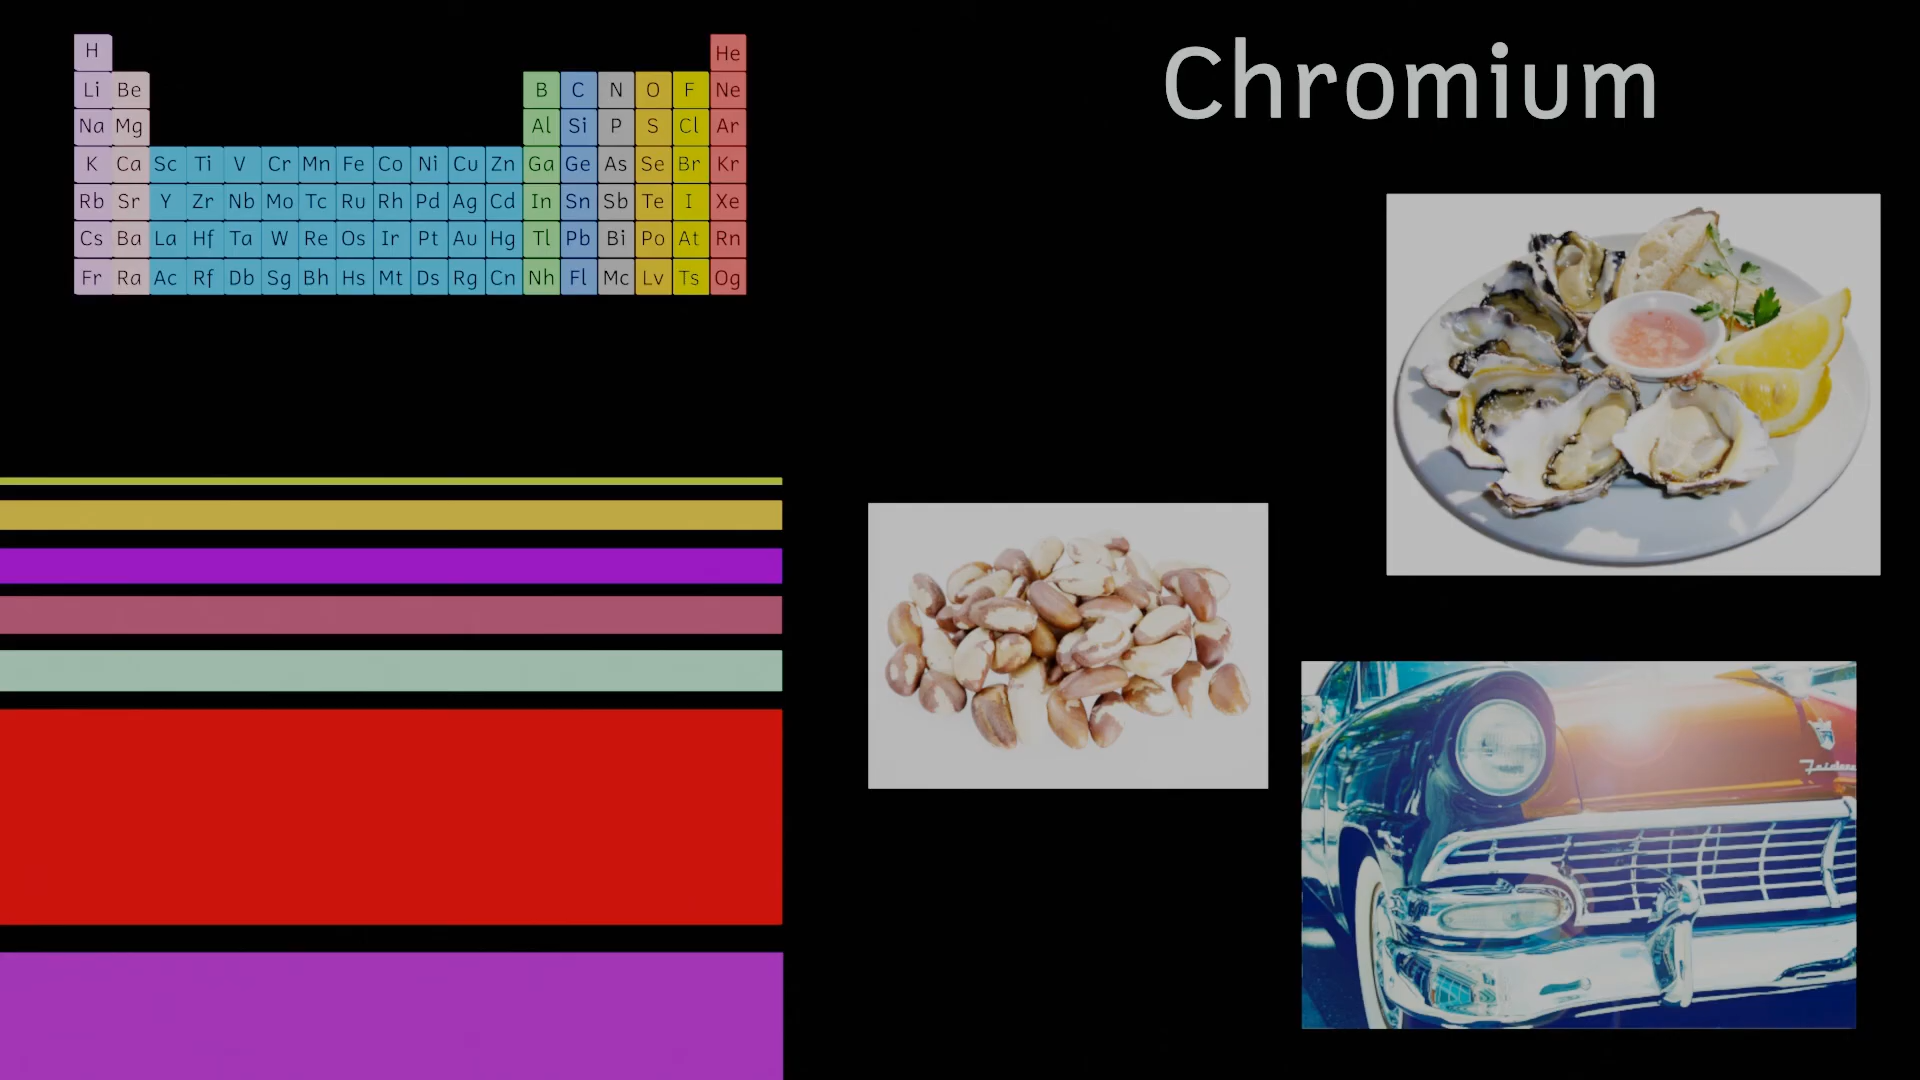 Chromium
H He
Li Be B C N O F Ne
Na Mg Al Si P S Cl Ar
K Ca Sc Ti V Cr Mn Fe Co Ni Cu Zn Ga Ge As Se Br Kr
Rb Sr Y Zr Nb Mo Tc Ru Rh Pd Ag Cd In Sn Sb Te I Xe
Cs Ba La Hf Ta W Re Os Ir Pt Au Hg Tl Pb Bi Po At Rn
Fr Ra Ac Rf Db Sg Bh Hs Mt Ds Rg Cn Nh Fl Mc Lv Ts Og